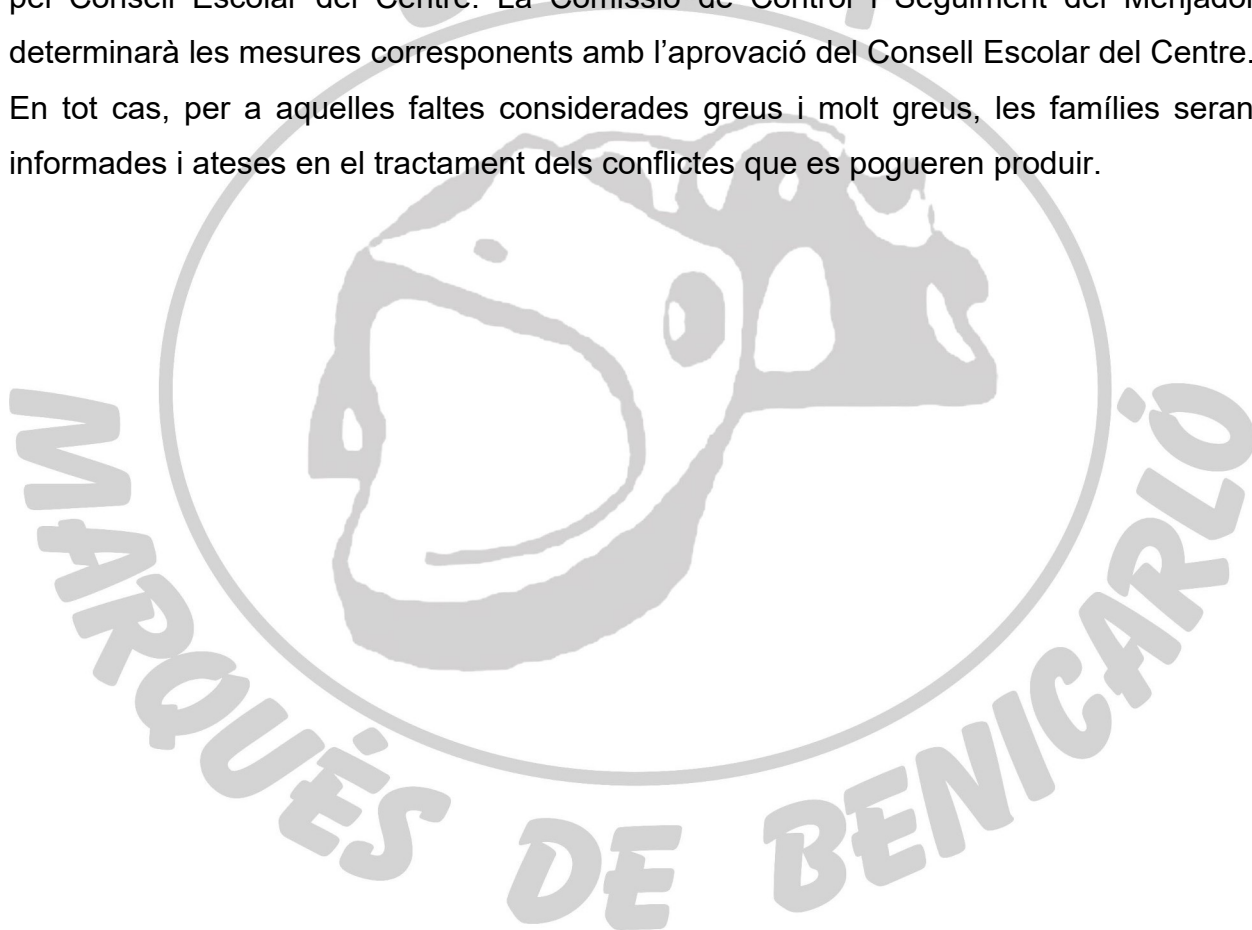 pel Consell Escolar del Centre. La Comissió de Control i Seguiment del Menjador
determinarà les mesures corresponents amb l’aprovació del Consell Escolar del Centre.
En tot cas, per a aquelles faltes considerades greus i molt greus, les famílies seran
informades i ateses en el tractament dels conflictes que es pogueren produir.
MARQUÉS DE BENICARLÓ